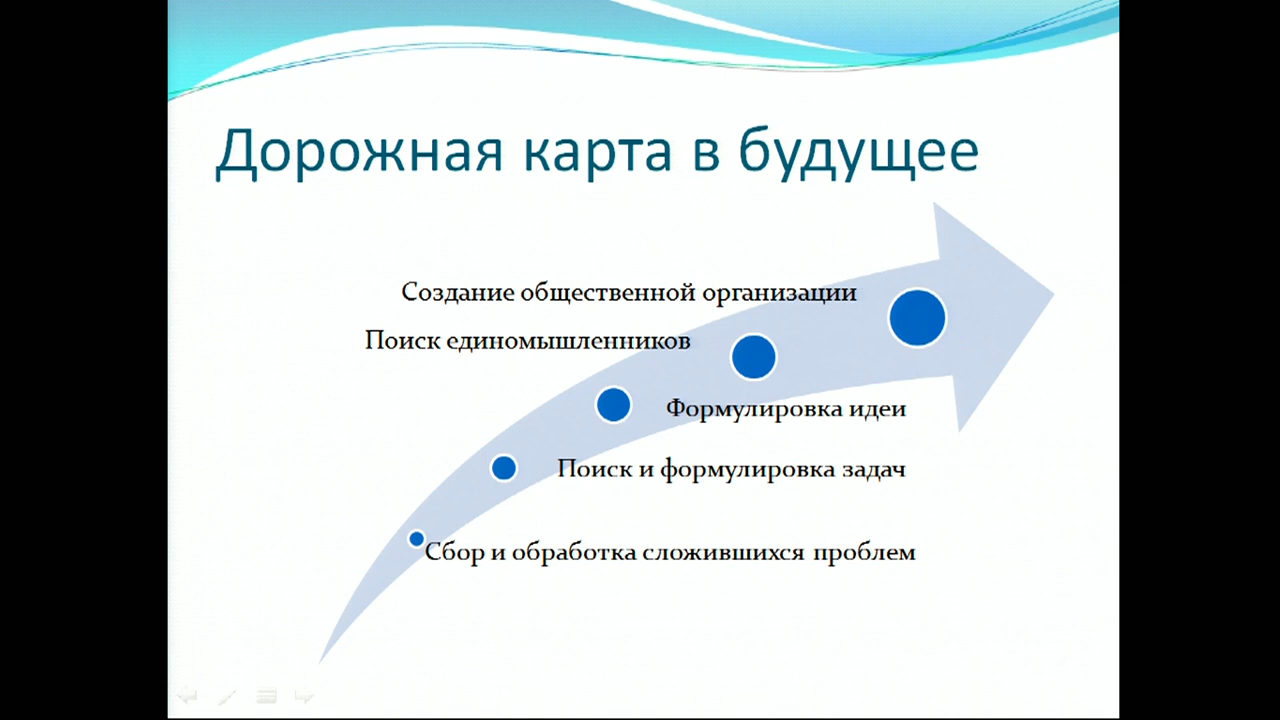 Дорожная карта в будущее
Создание общественной организации
Поиск единомышленников
Формулировка идеи
Поиск и формулировка задач
Сбор и обработка сложившихся проблем